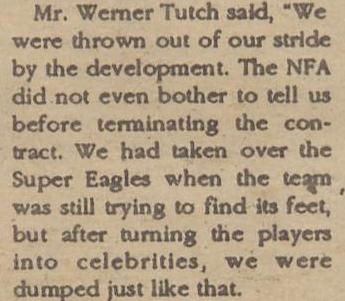 Mr. Werner Tutch said, "We
were thrown out of our stride
by the development. The NFA
did not even bother to tell us
before terminating the con-
tract. We had taken over the
Super Eagles when the team
was still trying to find its feet,
but after turning the players
into celebrities, we were
dumped just like that.